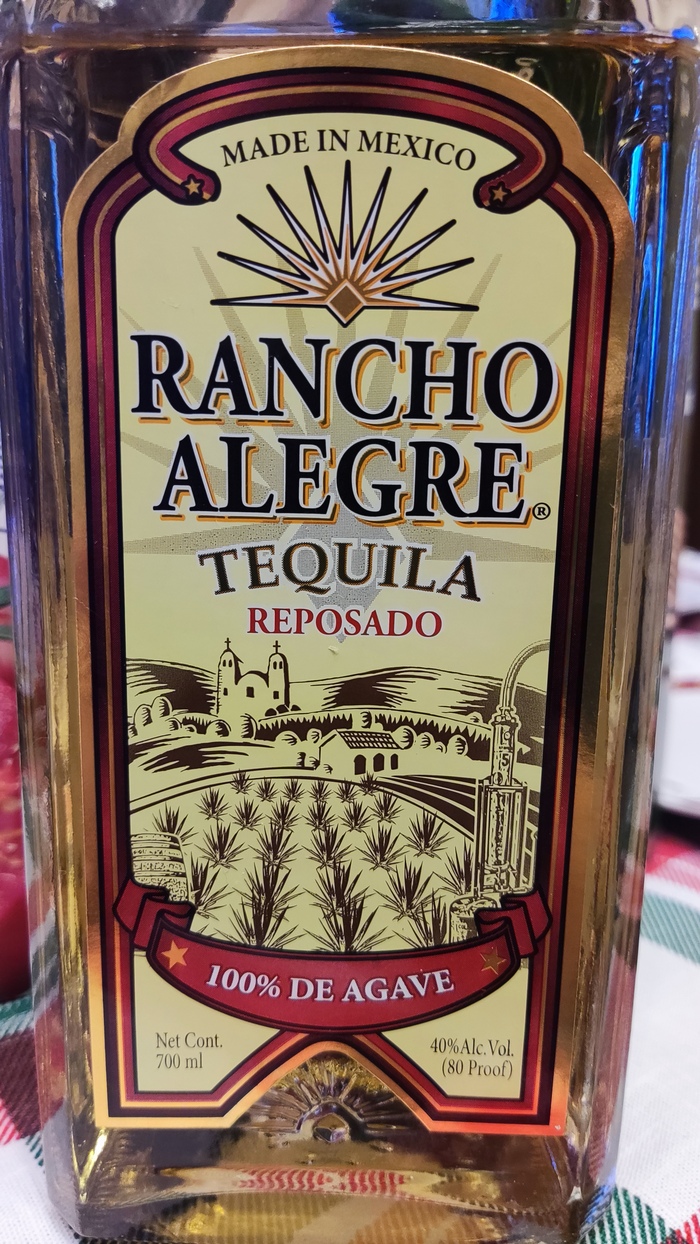 MADE IN MEXICO
RANCHO
ALEGRE®
TEQUILA
REPOSADO
100% DE AGAVE
Net Cont.
700 ml
40%Alc.Vol.
(80 Proof)